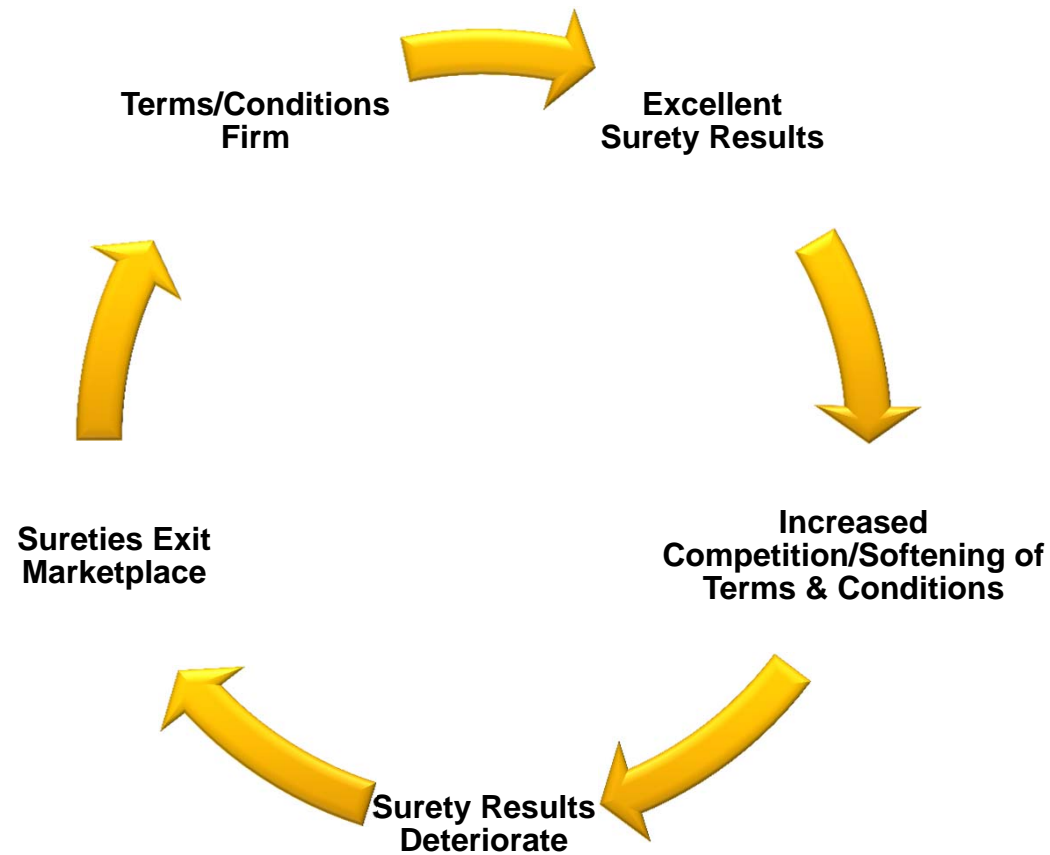 Terms/Conditions
Firm
Excellent
Surety Results
Increased
Competition/Softening of
Terms & Conditions
Surety Results
Deteriorate
Sureties Exit
Marketplace